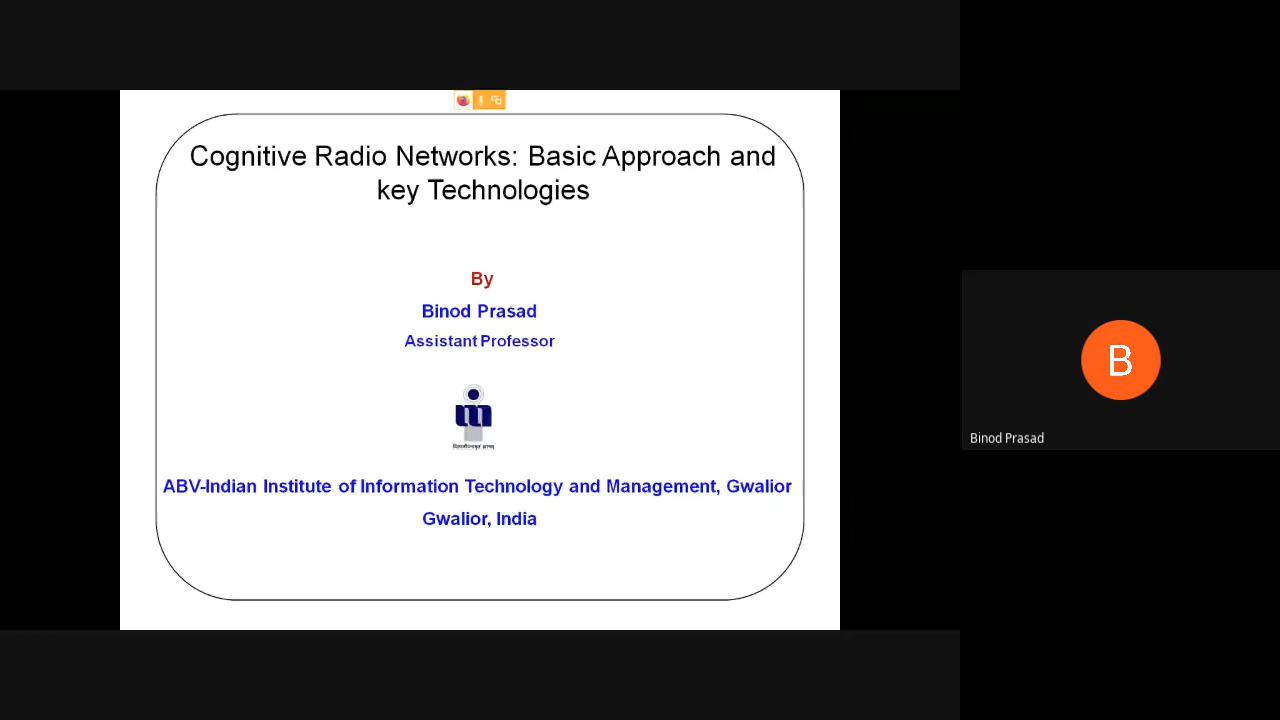 Cognitive Radio Networks: Basic Approach and
key Technologies
By
Binod Prasad
Assistant Professor
ABV-Indian Institute of Information Technology and Management, Gwalior
Gwalior, India
B
Binod Prasad